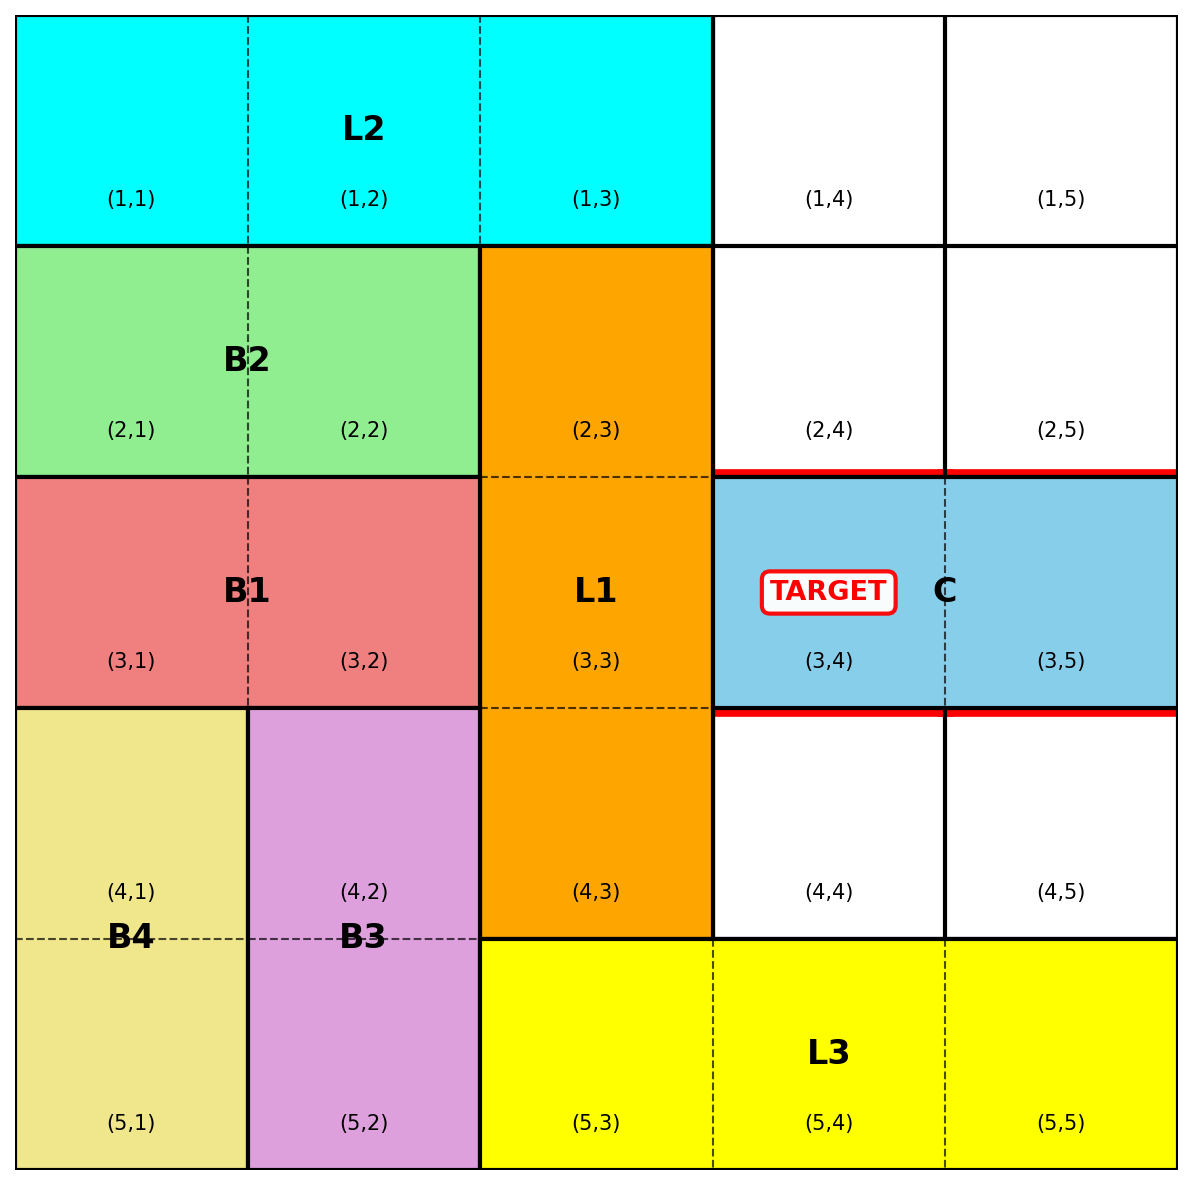 L2
(1,1) (1,2) (1,3) (1,4) (1,5)
B2
(2,1) (2,2) (2,3) (2,4) (2,5)
B1 L1 TARGET C
(3,1) (3,2) (3,3) (3,4) (3,5)
(4,1) (4,2) (4,3) (4,4) (4,5)
B4 B3
L3
(5,1) (5,2) (5,3) (5,4) (5,5)